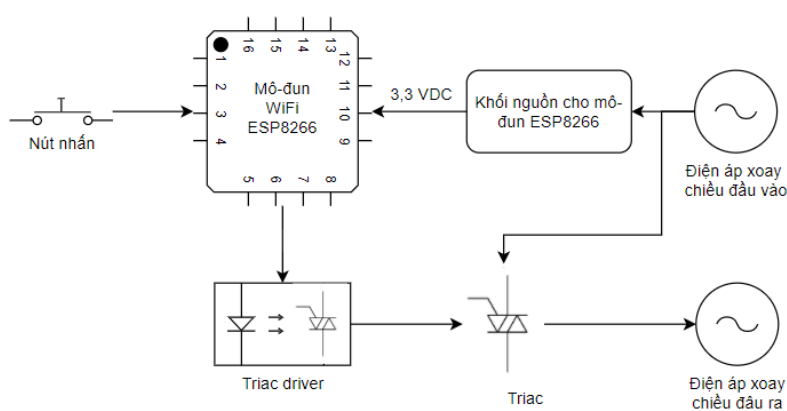 16
15
14
13
12
11
10
9
1
2
3
4
5
6
7
8
Mô-đun
WiFi
ESP8266
Nút nhấn
3,3 VDC
Khối nguồn cho mô-
đun ESP8266
Điện áp xoay
chiều đầu vào
Triac driver
Triac
Điện áp xoay
chiều đâu ra